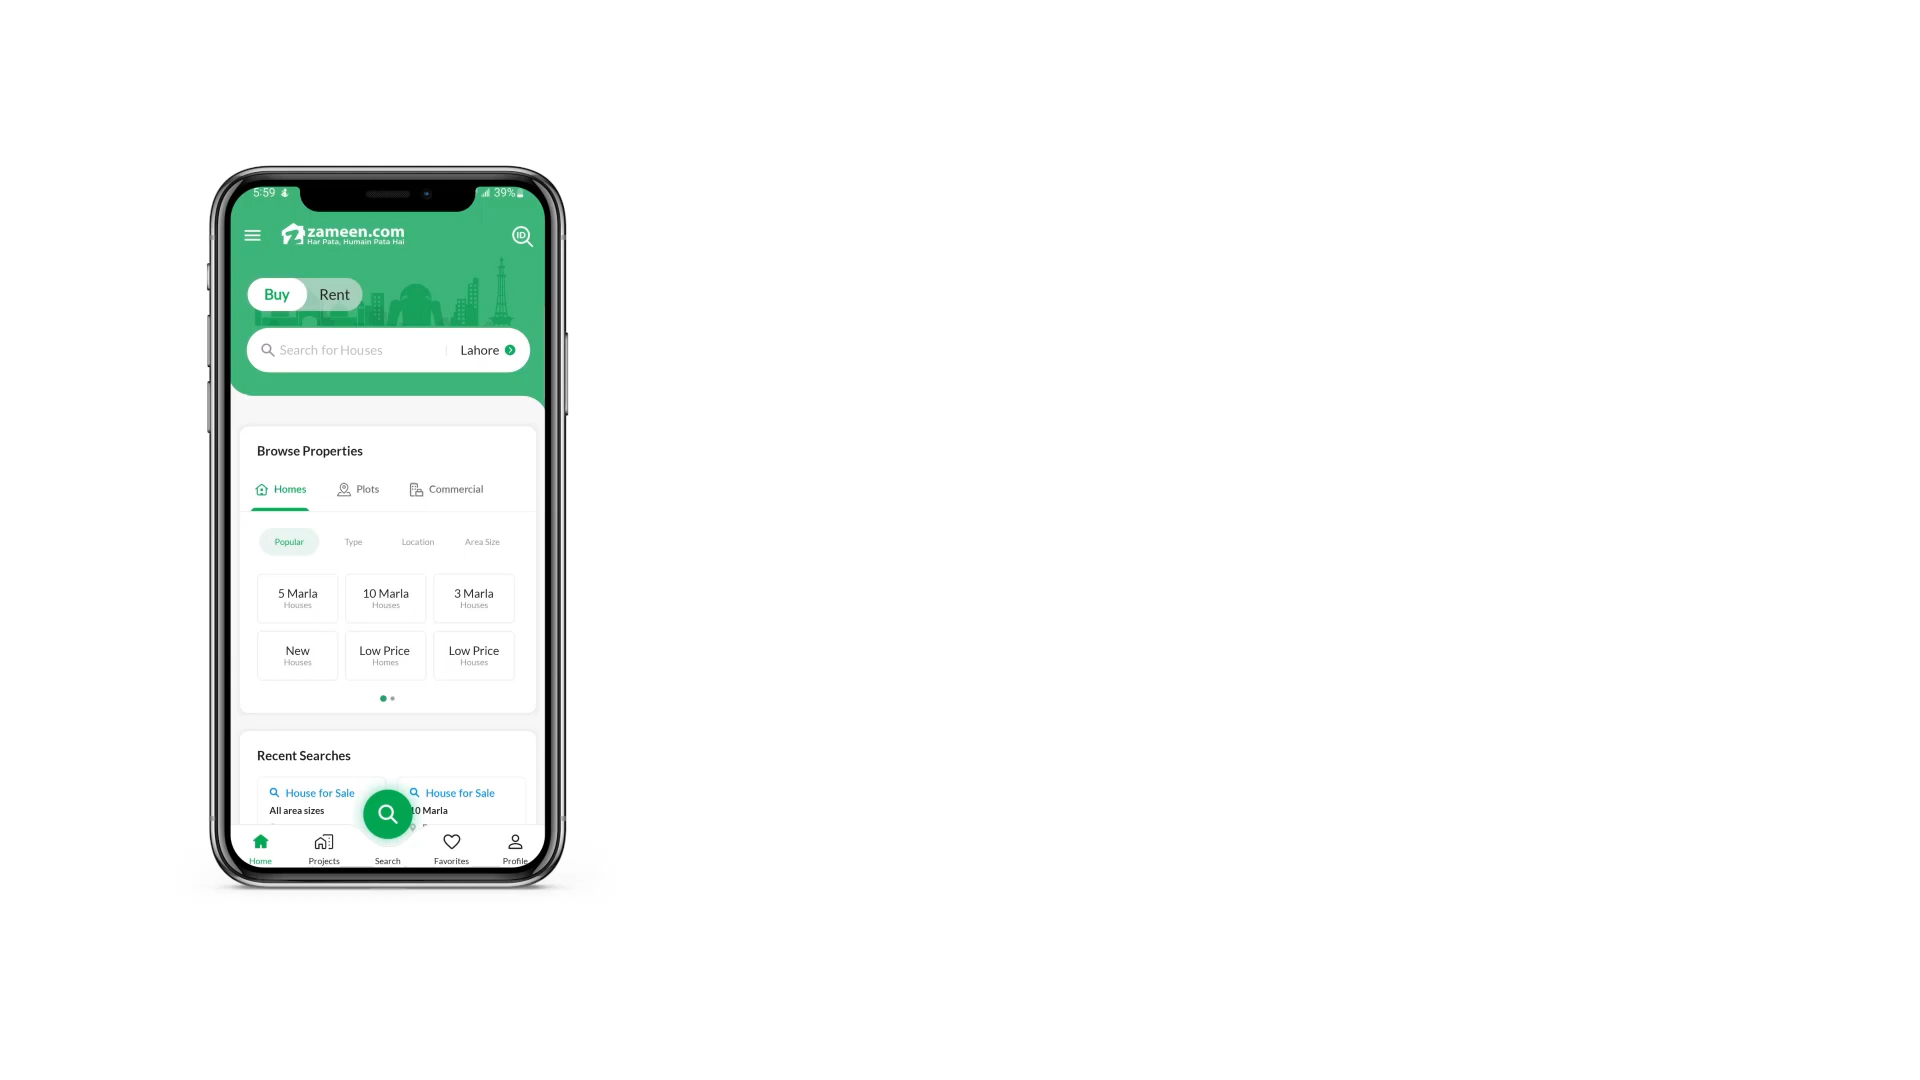 5:59
39%
zameen.com
Har Pata, Humain Pata Hai
ID
Buy Rent
Search for Houses Lahore
Browse Properties
Homes Plots Commercial
Popular Type Location Area Size
5 Marla 10 Marla 3 Marla
Houses Houses Houses
New Low Price Low Price
Houses Homes Houses
Recent Searches
House for Sale House for Sale
All area sizes 10 Marla
Home Projects Search Favorites Profile